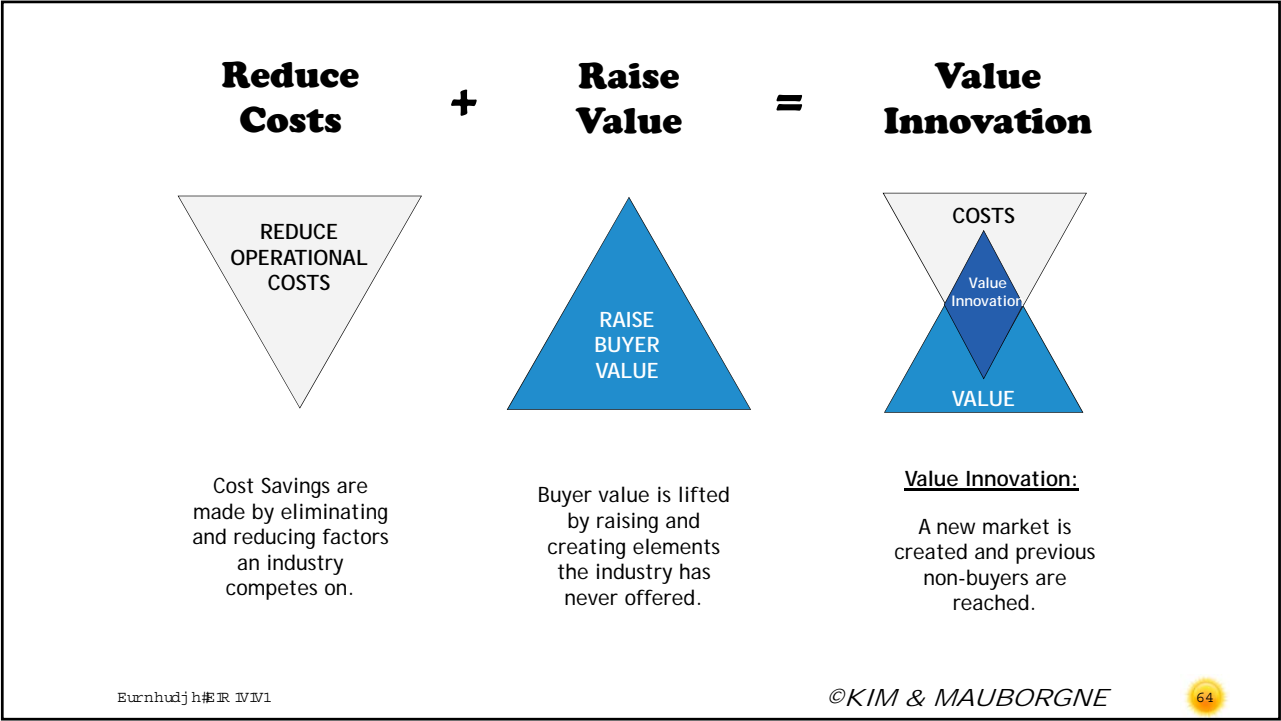 Reduce
Costs
+
Raise
Value
=
Value
Innovation
REDUCE
OPERATIONAL
COSTS
RAISE
BUYER
VALUE
COSTS
Value
Innovation
VALUE
Cost Savings are
made by eliminating
and reducing factors
an industry
competes on.
Buyer value is lifted
by raising and
creating elements
the industry has
never offered.
Value Innovation:
A new market is
created and previous
non-buyers are
reached.
©KIM & MAUBORGNE
64